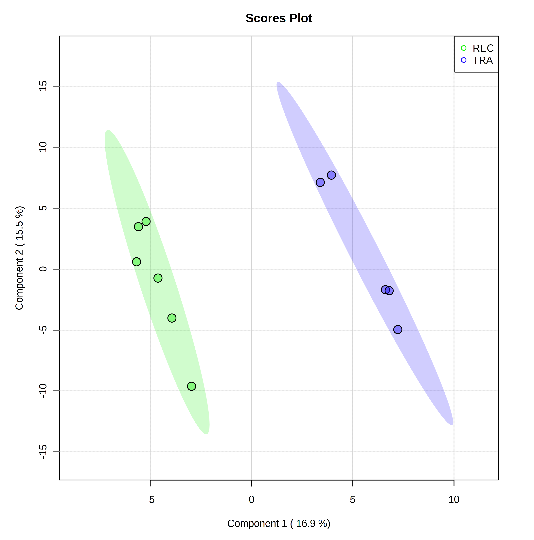 Scores Plot
RLC
TRA
15
10
5
0
-5
-10
-15
Component 2 ( 15.5 %)
5
0
5
10
Component 1 ( 16.9 %)